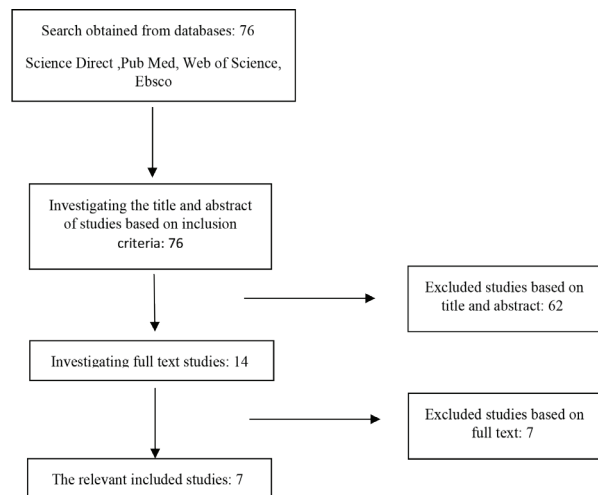 Search obtained from databases: 76
Science Direct ,Pub Med, Web of Science,
Ebsco
Investigating the title and abstract
of studies based on inclusion
criteria: 76
Excluded studies based on
title and abstract: 62
Investigating full text studies: 14
Excluded studies based on
full text: 7
The relevant included studies: 7